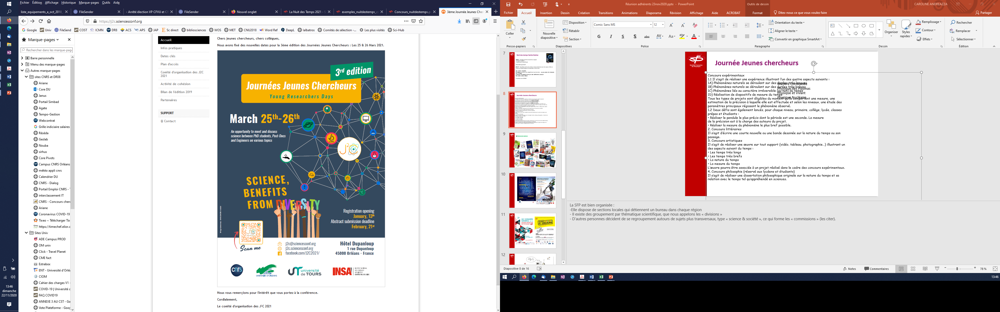 Fichier Édition Affichage Historique Marque-pages Outils Aide
liste_equipements_a_oct_2018_
FileSender
- Arrêté élection VP CFVU et CR
FileSender
Nouvel onglet
La Nuit des Temps 2021 - S
exemples_nuitdestemps_c
Concours_nuitdestemps.p
3ème Journée Jeunes Cher
https://j2c.sciencesconf.org
Google Univ FileSend COST ICMN DR8 ACS APS JAP Sc direct bibliosciences WOS MET CNU2018 Word Ref DeepL lalbatros Comités de sélection -... Les plus visités Sci-Hub
Marque-pages
Rechercher dans les marque-page
Barre personnelle
Menu des marque-pages
Autres marque-pages
sites CNRS et DR08
Ariane
Core DU
Janus
Portail Simbad
Agate
Tempo-Gestion
Webcontrat
Grille indiciaire salaires
Réséda
Geslab
Nouba
sirhus
Core Pivots
Campus CNRS Orléans
météo appli cnrs
Calendrier DU
CNRS - Dialog
Portail Emploi CNRS -
interclassement IT
CNRS - Concours cherc
Ariane
Coronavirus COVID-19
Tixeo ~ Télécharger Tix
https://timechef.elior.c
Sites Univ
ADE Campus PROD
OM univ
Click - Travel Planet
CME fact
Estrabox
ENT - Université d'Orlé
CIOM
Cahier des charges V1 -
COVID-19 | Université d
FAQ COVID19
ANNEXE 3 AU CST - Go
Vote Plateforme - Goog
13:46
dimanche
22/11/2020
Accueil
Infos pratiques
Dates clés
Plan d'accès
Comité d'organisation des J2C
2021
Activité de cohésion
Bilan de l'édition 2019
Partenaires
SUPPORT
@ Contact
Chers jeunes chercheurs, chers collègues,
Nous avons fixé des nouvelles dates pour la 3ème édition des Journées Jeunes Chercheurs : Les 25 & 26 Mars 2021.
3rd edition
Journées Jeunes Chercheurs
Young Researchers Days
March 25th-26th
An opportunity to meet and discuss
science between PhD students, Post-Docs
and Engineers on various topics
J2C
SCIENCE,
BENEFITS
FROM DIVERSITY
Registration opening
January, 13th
Abstract submission deadline
February, 21st
Scan me
J2c@sciencesconf.org
J2c.sciencesconf.org
facebook.com/J2C2021/
Hôtel Dupanloup
1 rue Dupanloup
45000 Orléans - France
cnrs
UNIVERSITÉ D'ORLÉANS
université
de TOURS
INSA
INSTITUT NATIONAL
DES SCIENCES
APPLIQUÉES
CENTRE VAL DE LOIRE
Nous vous remerçions pour l'intérêt que vous portez à la conférence.
Cordialement,
Le comité d'organisation des J²C 2021
Réunion adhérents 23nov2020.pptx - PowerPoint
Outils de dessin
CAROLINE ANDREAZZA
Fichier Accueil Insertion Dessin Création Transitions Animations Diaporama Révision Affichage Aide ACROBAT Format Dites-nous ce que vous voulez faire Partager
Coller
Presse-papiers
Nouvelle
diapositive
Disposition
Rétablir
Section
Diapositives
Comic Sans MS 12
G I S S abc AV Aa A
Police
Orientation du texte
Aligner le texte
Convertir en graphique SmartArt
Paragraphe
Organiser
Styles
rapides
Remplissage
Contour
Effets
Dessin
Rechercher
Remplacer
Sélectionner
Édition
7
Nuit des temps Soirée festive
8
Journée Jeunes chercheurs
9
10
La nuit
des
ondes
gravita-
tionnelles
11
LE CONCOURS
12
sfp
Société Française
de Physique
Journée Jeunes chercheurs
Concours expérimentaux
1.1 Il s'agit de réaliser une expérience illustrant l'un des quatre aspects suivants :
1A) Phénomènes naturels se déroulant sur des durées très longues
1B) Phénomènes naturels se déroulant sur des durées très brèves
1C) Phénomènes liés au caractère irréversible (ou non) du temps
1D) Réalisation de dispositifs de mesure du temps
Matière Condensée
Physique des Plasmas
Physique et Vivant
Physique Nucléaire
Tous les types de projets sont éligibles du moment qu'ils comportent une mesure, une
estimation de la précision à laquelle elle est effectuée et selon les niveaux, une étude des
paramètres principaux régissant le phénomène observé.
1.2 Deux défis sont également lancés, pour chaque niveau, primaire, collège, lycée, classes
prépas et étudiants :
• Réaliser le pendule le plus précis dont la période est une seconde. La mesure
de la précision est à la charge des auteurs du projet.
• Réaliser la mesure du phénomène le plus bref possible.
2. Concours littéraires
Il s'agit d'écrire une courte nouvelle ou une bande dessinée sur la nature du temps ou son
passage.
3. Concours artistiques
Il s'agit de réaliser une œuvre sur tout support (vidéo, tableau, photographie...) illustrant un
des aspects suivant du temps :
• Les temps très longs
• Les temps très brefs
• La nature du temps
• La mesure du temps
L'œuvre pourra être associée à un projet réalisé dans le cadre des concours expérimentaux.
4. Concours philosophie (réservé aux lycéens et étudiants)
Il s'agit de réaliser une dissertation philosophique originale sur la nature du temps et sa
relation avec le temps tel qu'appréhendé en sciences.
La SFP est bien organisée :
-Elle dispose de sections locales qui détiennent un bureau dans chaque région
- Il existe des groupement par thématique scientifique, que nous appelons les « divisions »
- D'autres personnes décident de se regroupement autours de sujets plus transversaux, type « science & société », ce qui forme les « commissions » (les citer).
Diapositive 8 de 16
Notes
Commentaires
78 %
13:46